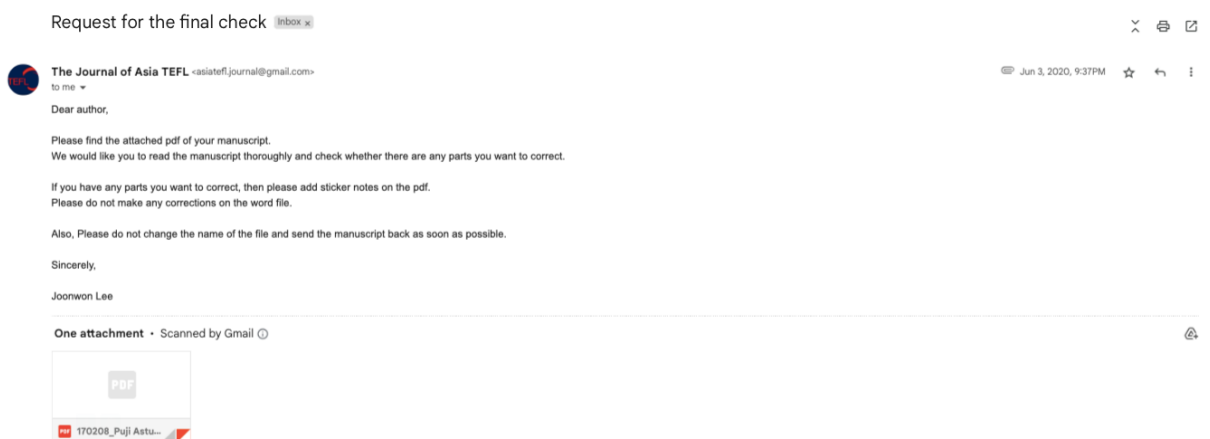 Request for the final check Inbox x
The Journal of Asia TEFL <asiatefl.journal@gmail.com> Jun 3, 2020, 9:37PM
TEFL
to me
Dear author,
Please find the attached pdf of your manuscript.
We would like you to read the manuscript thoroughly and check whether there are any parts you want to correct.
If you have any parts you want to correct, then please add sticker notes on the pdf.
Please do not make any corrections on the word file.
Also, Please do not change the name of the file and send the manuscript back as soon as possible.
Sincerely,
Joonwon Lee
One attachment • Scanned by Gmail
PDF
PDF 170208_Puji Astu...